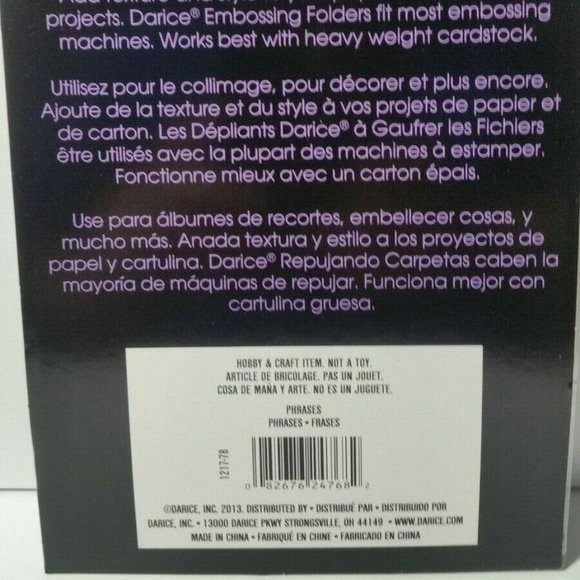 Add texture and style to your paper
projects. Darice® Embossing Folders fit most embossing
machines. Works best with heavy weight cardstock.
Utilisez pour le collimage, pour décorer et plus encore.
Ajoute de la texture et du style à vos projets de papier et
de carton. Les Dépliants Darice® à Gaufrer les Fichiers
être utilisés avec la plupart des machines à estamper.
Fonctionne mieux avec un carton épais.
Use para álbumes de recortes, embellecer cosas, y
mucho más. Anada textura y estilo a los proyectos de
papel y cartulina. Darice® Repujando Carpetas caben la
mayoría de máquinas de repujar. Funciona mejor con
cartulina gruesa.
HOBBY & CRAFT ITEM. NOT A TOY.
ARTICLE DE BRICOLAGE. PAS UN JOUET.
COSA DE MAÑA Y ARTE. NO ES UN JUGUETE.
PHRASES
PHRASES • FRASES
1217-78
0 82676 24768 2
©DARICE, INC. 2013. DISTRIBUTED BY • DISTRIBUÉ PAR • DISTRIBUIDO POR
DARICE, INC. • 13000 DARICE PKWY STRONGSVILLE, OH 44149 • WWW.DARICE.COM
MADE IN CHINA • FABRIQUÉ EN CHINE • FABRICADO EN CHINA